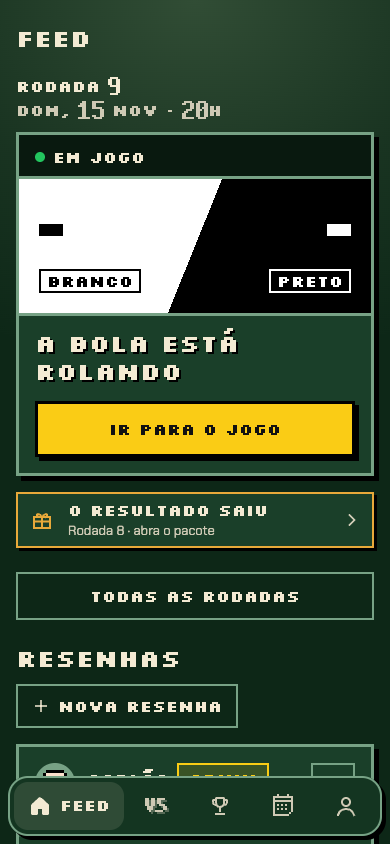 FEED
RODADA 9
DOM, 15 NOV · 20H
EM JOGO
BRANCO
PRETO
A BOLA ESTÁ
ROLANDO
IR PARA O JOGO
O RESULTADO SAIU
Rodada 8 · abra o pacote
TODAS AS RODADAS
RESENHAS
+ NOVA RESENHA
FEED
VS